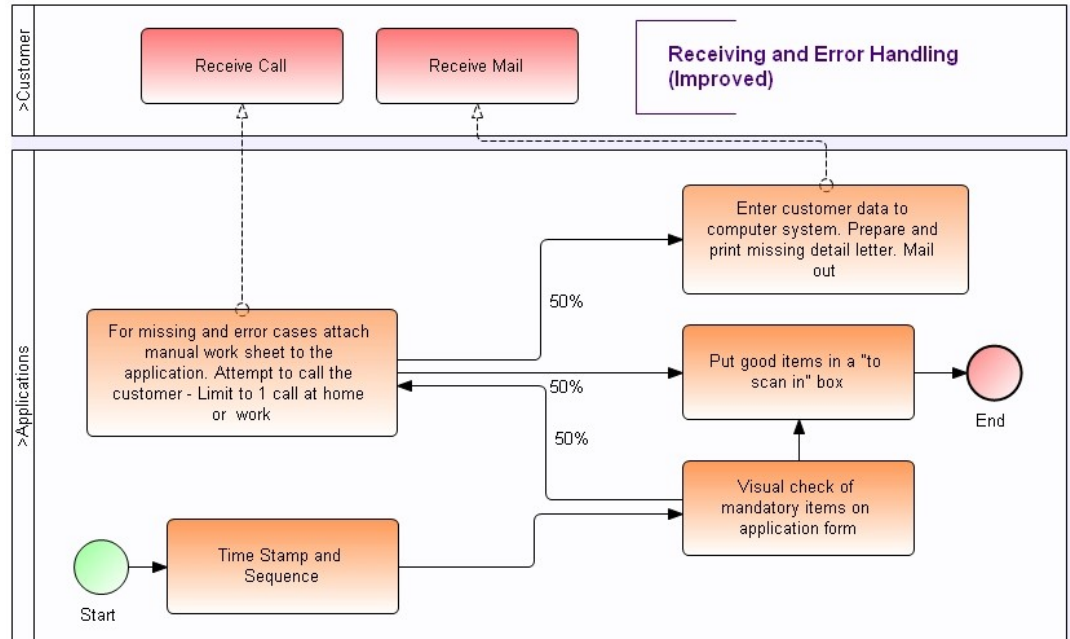 >Customer
Receive Call
Receive Mail
Receiving and Error Handling
(Improved)
>Applications
Enter customer data to
computer system. Prepare and
print missing detail letter. Mail
out
50%
For missing and error cases attach
manual work sheet to the
application. Attempt to call the
customer - Limit to 1 call at home
or work
Put good items in a "to
scan in" box
50%
End
50%
Visual check of
mandatory items on
application form
Time Stamp and
Sequence
Start